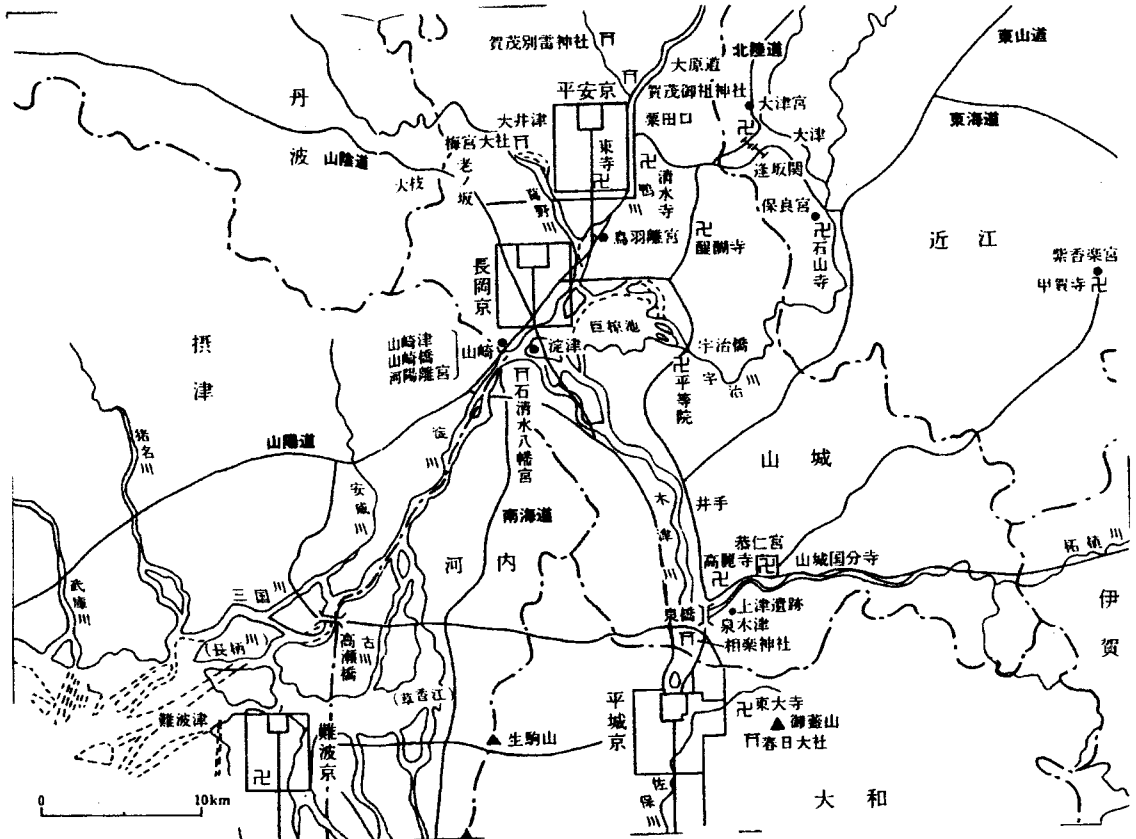 賀茂別雷神社
北陸道
東山道
大原道
平安京
賀茂御祖神社
大津宮
粟田口
大津
東海道
丹波
大井津
梅宮大社
東寺
山陰道
老坂
大枝
清水寺
鴨川
逢坂関
葛野川
保良宮
石山寺
近江
鳥羽離宮
醍醐寺
紫香楽宮
甲賀寺
長岡京
巨椋池
摂津
山崎津
山崎橋
河陽離宮
山崎
淀津
宇治橋
宇治川
平等院
石清水八幡宮
淀川
猪名川
山陽道
山城
安威川
南海道
木津川
井手
恭仁宮
高麗寺
山城国分寺
柘植川
河内
三国川
武庫川
上津遺跡
泉橋
泉木津
伊賀
相楽神社
(長柄川)
高瀬橋
古川
(草香江)
平城京
東大寺
御蓋山
難波津
難波京
生駒山
春日大社
佐保川
大和
0
10km